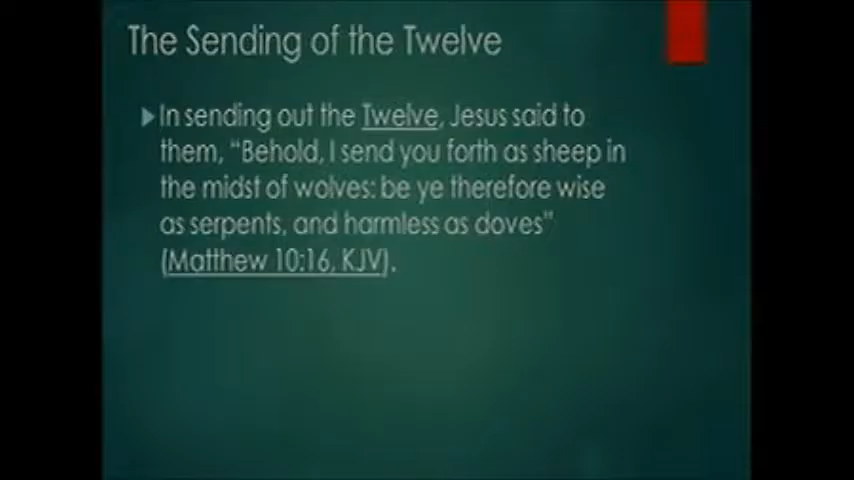 The Sending of the Twelve
In sending out the Twelve, Jesus said to
them, “Behold, I send you forth as sheep in
the midst of wolves: be ye therefore wise
as serpents, and harmless as doves”
(Matthew 10:16, KJV).